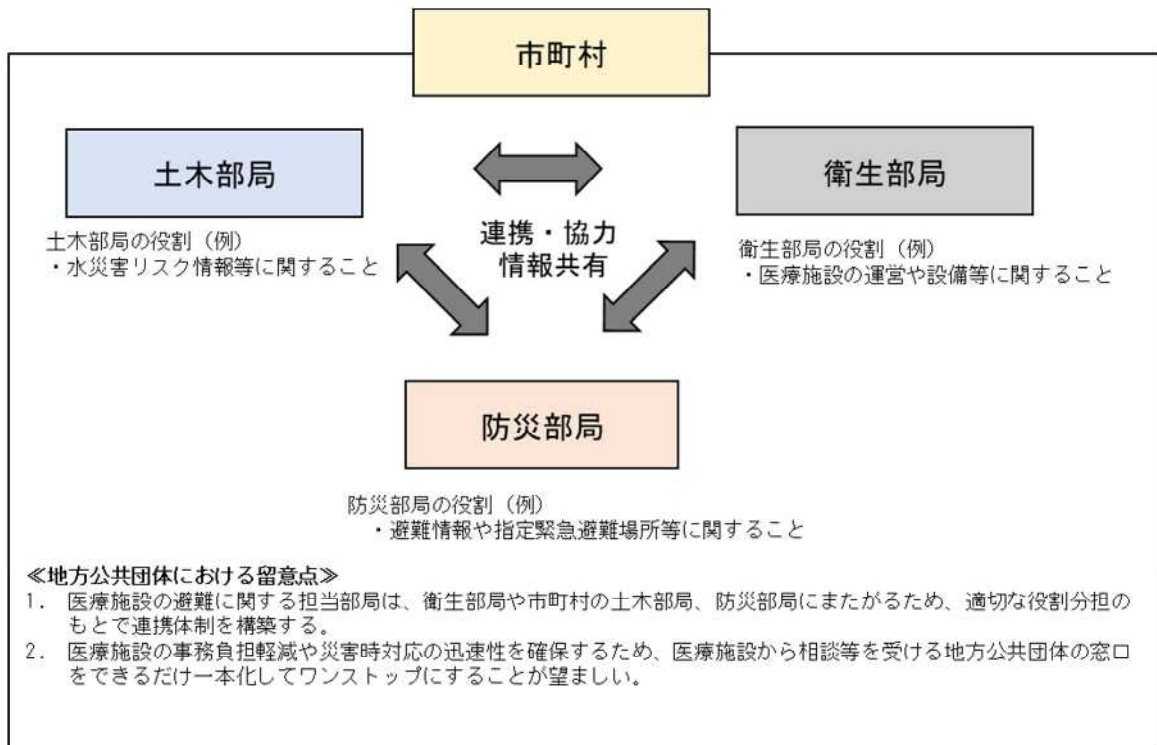 市町村
土木部局
衛生部局
土木部局の役割（例）
・水災害リスク情報等に関すること
連携・協力
情報共有
衛生部局の役割（例）
・医療施設の運営や設備等に関すること
防災部局
防災部局の役割（例）
・避難情報や指定緊急避難場所等に関すること
≪地方公共団体における留意点≫
1． 医療施設の避難に関する担当部局は、衛生部局や市町村の土木部局、防災部局にまたがるため、適切な役割分担の
もとで連携体制を構築する。
2． 医療施設の事務負担軽減や災害時対応の迅速性を確保するため、医療施設から相談等を受ける地方公共団体の窓口
をできるだけ一本化してワンストップにすることが望ましい。